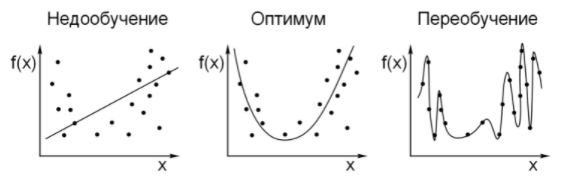 Недообучение
Оптимум
Переобучение
f(x)
f(x)
f(x)
x
x
x